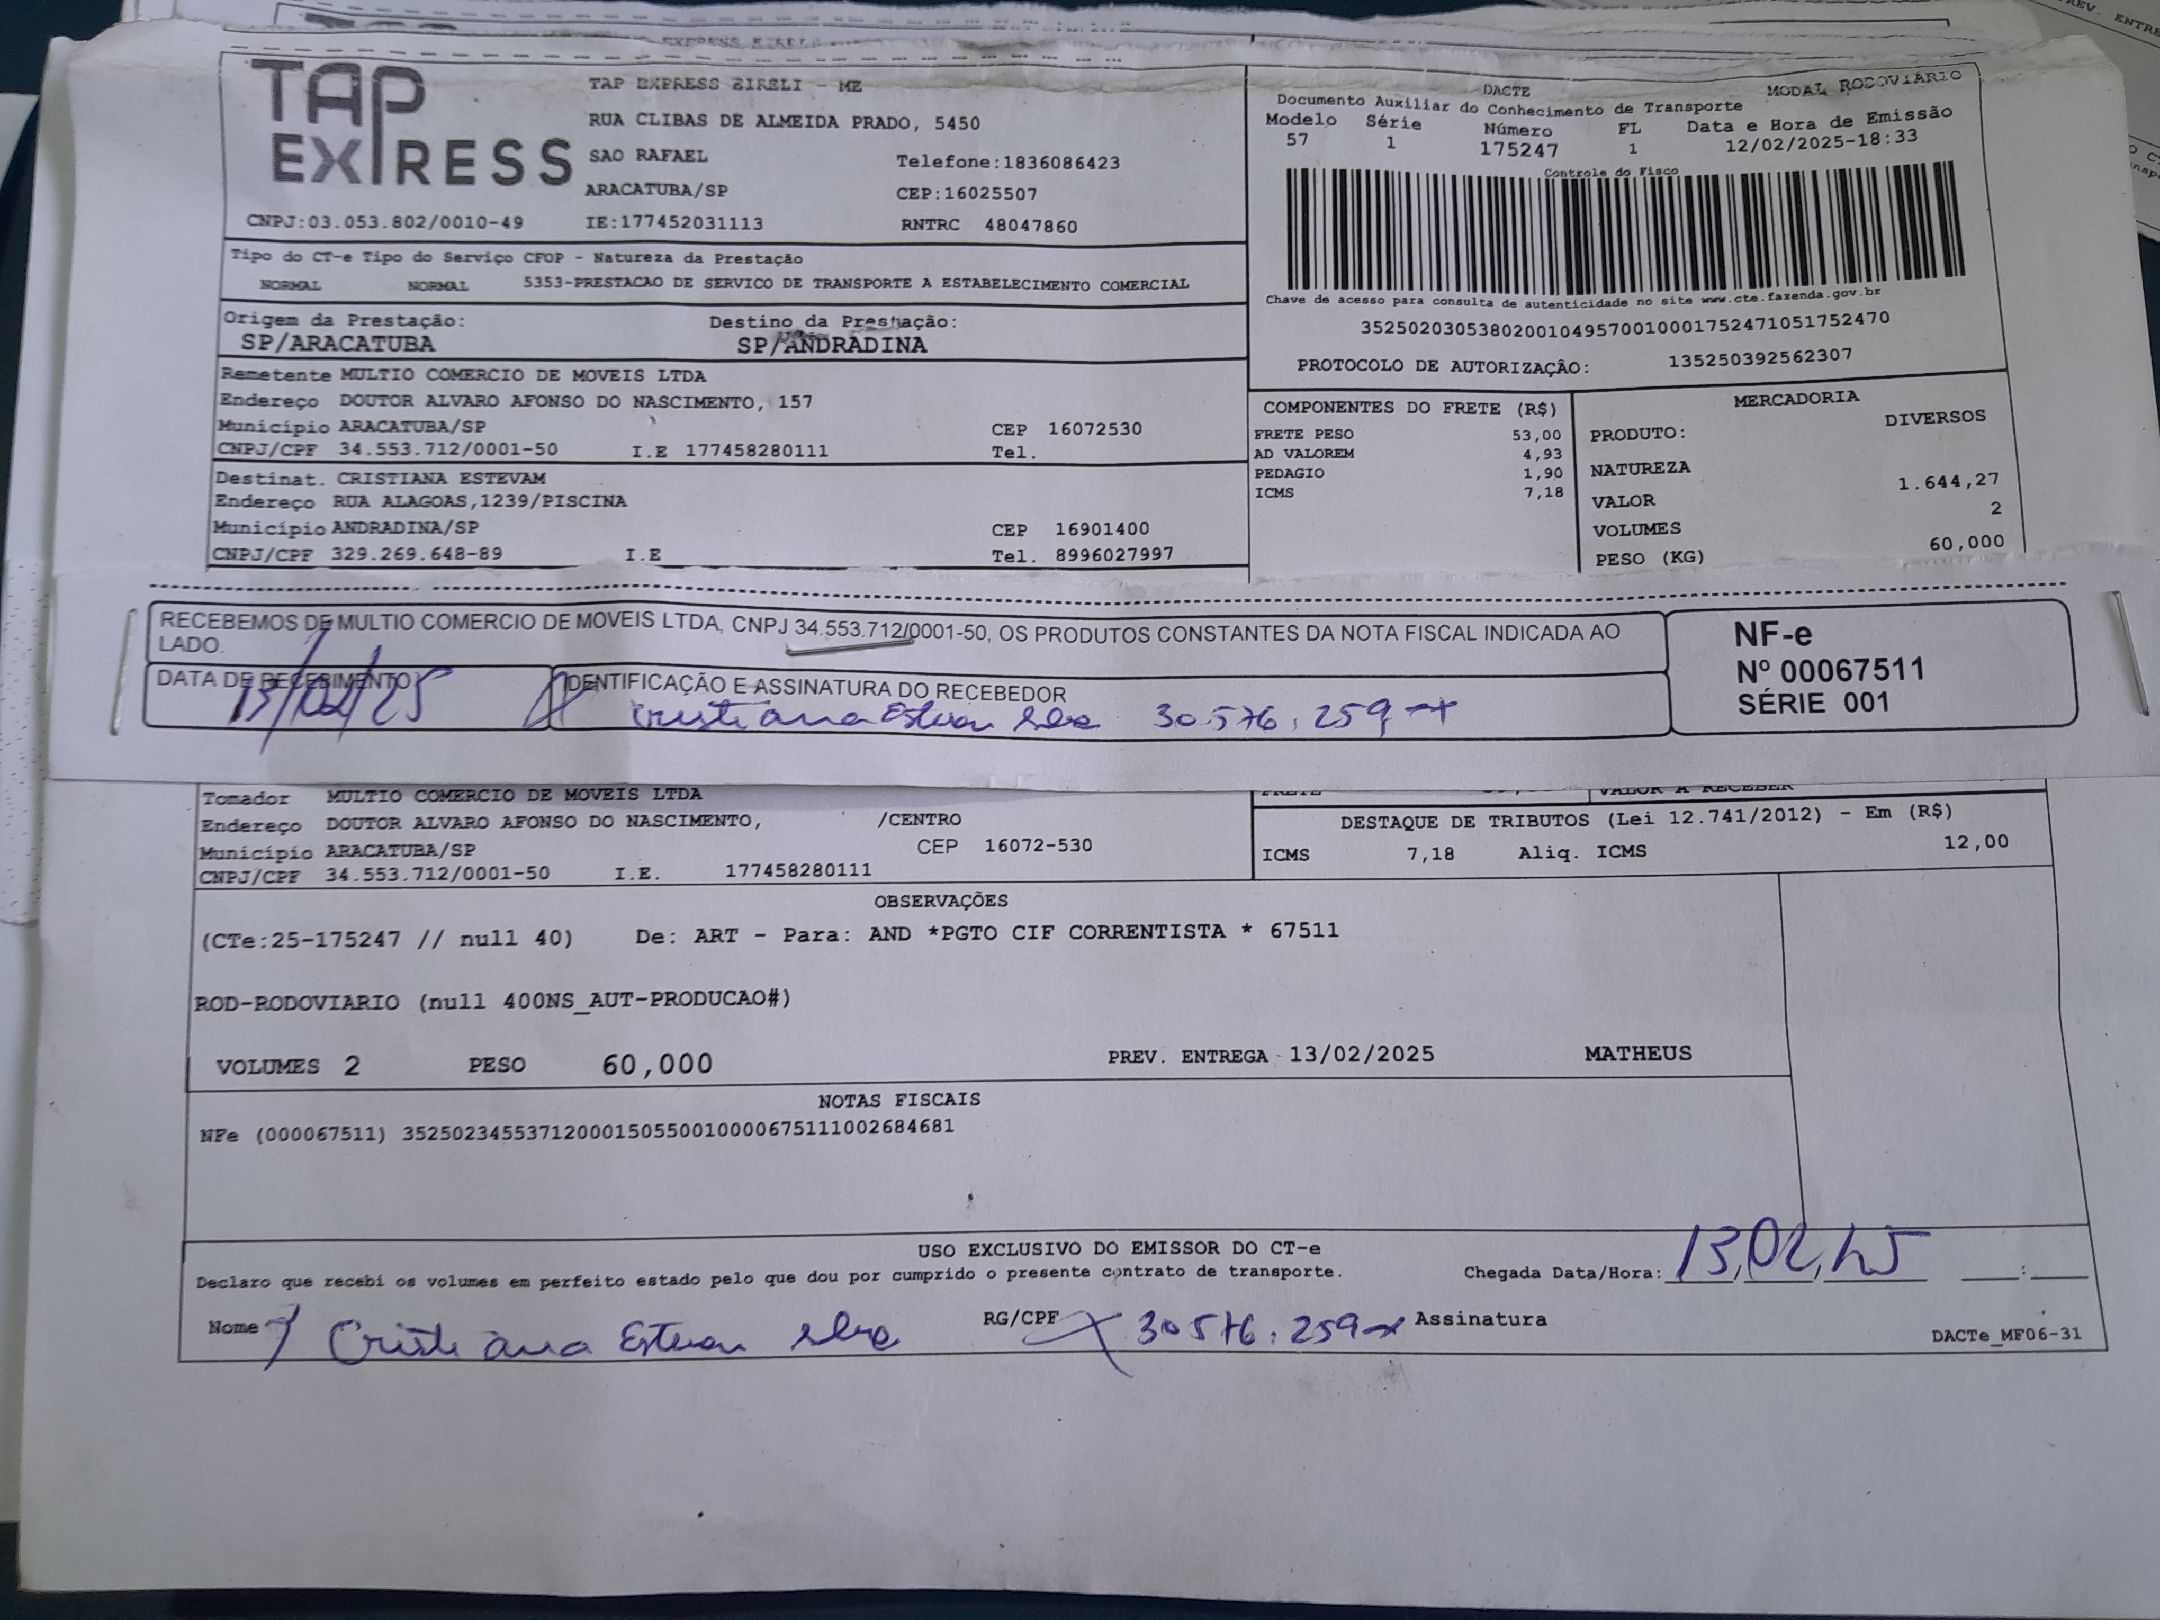 TAP EXPRESS
TAP EXPRESS EIRELI - ME
RUA CLIBAS DE ALMEIDA PRADO, 5450
SAO RAFAEL Telefone:1836086423
ARACATUBA/SP CEP:16025507
CNPJ:03.053.802/0010-49 IE:177452031113 RNTRC 48047860
DACTE MODAL RODOVIÁRIO
Documento Auxiliar do Conhecimento de Transporte
Modelo Série Número FL Data e Hora de Emissão
57 1 175247 1 12/02/2025-18:33
Controle do Fisco
Chave de acesso para consulta de autenticidade no site www.cte.fazenda.gov.br
35250203053802001049570010001752471051752470
PROTOCOLO DE AUTORIZAÇÃO: 135250392562307
Tipo do CT-e Tipo do Serviço CFOP - Natureza da Prestação
NORMAL NORMAL 5353-PRESTACAO DE SERVICO DE TRANSPORTE A ESTABELECIMENTO COMERCIAL
Origem da Prestação: Destino da Prestação:
SP/ARACATUBA SP/ANDRADINA
Remetente MULTIO COMERCIO DE MOVEIS LTDA
Endereço DOUTOR ALVARO AFONSO DO NASCIMENTO, 157
Município ARACATUBA/SP CEP 16072530
CNPJ/CPF 34.553.712/0001-50 I.E 177458280111 Tel.
Destinat. CRISTIANA ESTEVAM
Endereço RUA ALAGOAS,1239/PISCINA
Município ANDRADINA/SP CEP 16901400
CNPJ/CPF 329.269.648-89 I.E Tel. 8996027997
COMPONENTES DO FRETE (R$)
FRETE PESO 53,00
AD VALOREM 4,93
PEDAGIO 1,90
ICMS 7,18
MERCADORIA
PRODUTO: DIVERSOS
NATUREZA
VALOR 1.644,27
VOLUMES 2
PESO (KG) 60,000
RECEBEMOS DE MULTIO COMERCIO DE MOVEIS LTDA, CNPJ 34.553.712/0001-50, OS PRODUTOS CONSTANTES DA NOTA FISCAL INDICADA AO
LADO.
DATA DE RECEBIMENTO IDENTIFICAÇÃO E ASSINATURA DO RECEBEDOR
13/02/25 Cristiana 30.576.259-x
NF-e
Nº 00067511
SÉRIE 001
Tomador MULTIO COMERCIO DE MOVEIS LTDA
Endereço DOUTOR ALVARO AFONSO DO NASCIMENTO, /CENTRO
Município ARACATUBA/SP CEP 16072-530
CNPJ/CPF 34.553.712/0001-50 I.E. 177458280111
FRETE VALOR A RECEBER
DESTAQUE DE TRIBUTOS (Lei 12.741/2012) - Em (R$)
ICMS 7,18 Aliq. ICMS 12,00
OBSERVAÇÕES
(CTe:25-175247 // null 40) De: ART - Para: AND *PGTO CIF CORRENTISTA * 67511
ROD-RODOVIARIO (null 400NS_AUT-PRODUCAO#)
VOLUMES 2 PESO 60,000 PREV. ENTREGA - 13/02/2025 MATHEUS
NOTAS FISCAIS
NFe (000067511) 35250234553712000150550010000675111002684681
USO EXCLUSIVO DO EMISSOR DO CT-e
Declaro que recebi os volumes em perfeito estado pelo que dou por cumprido o presente contrato de transporte. Chegada Data/Hora: 13,02,25 :
Nome Cristiana RG/CPF 30.576.259-x Assinatura
DACTe_MF06-31